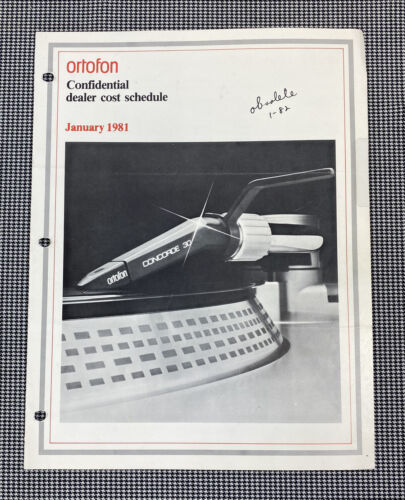 ortofon
Confidential
dealer cost schedule
obsolete
1-82
January 1981
ortofon
CONCORDE 30